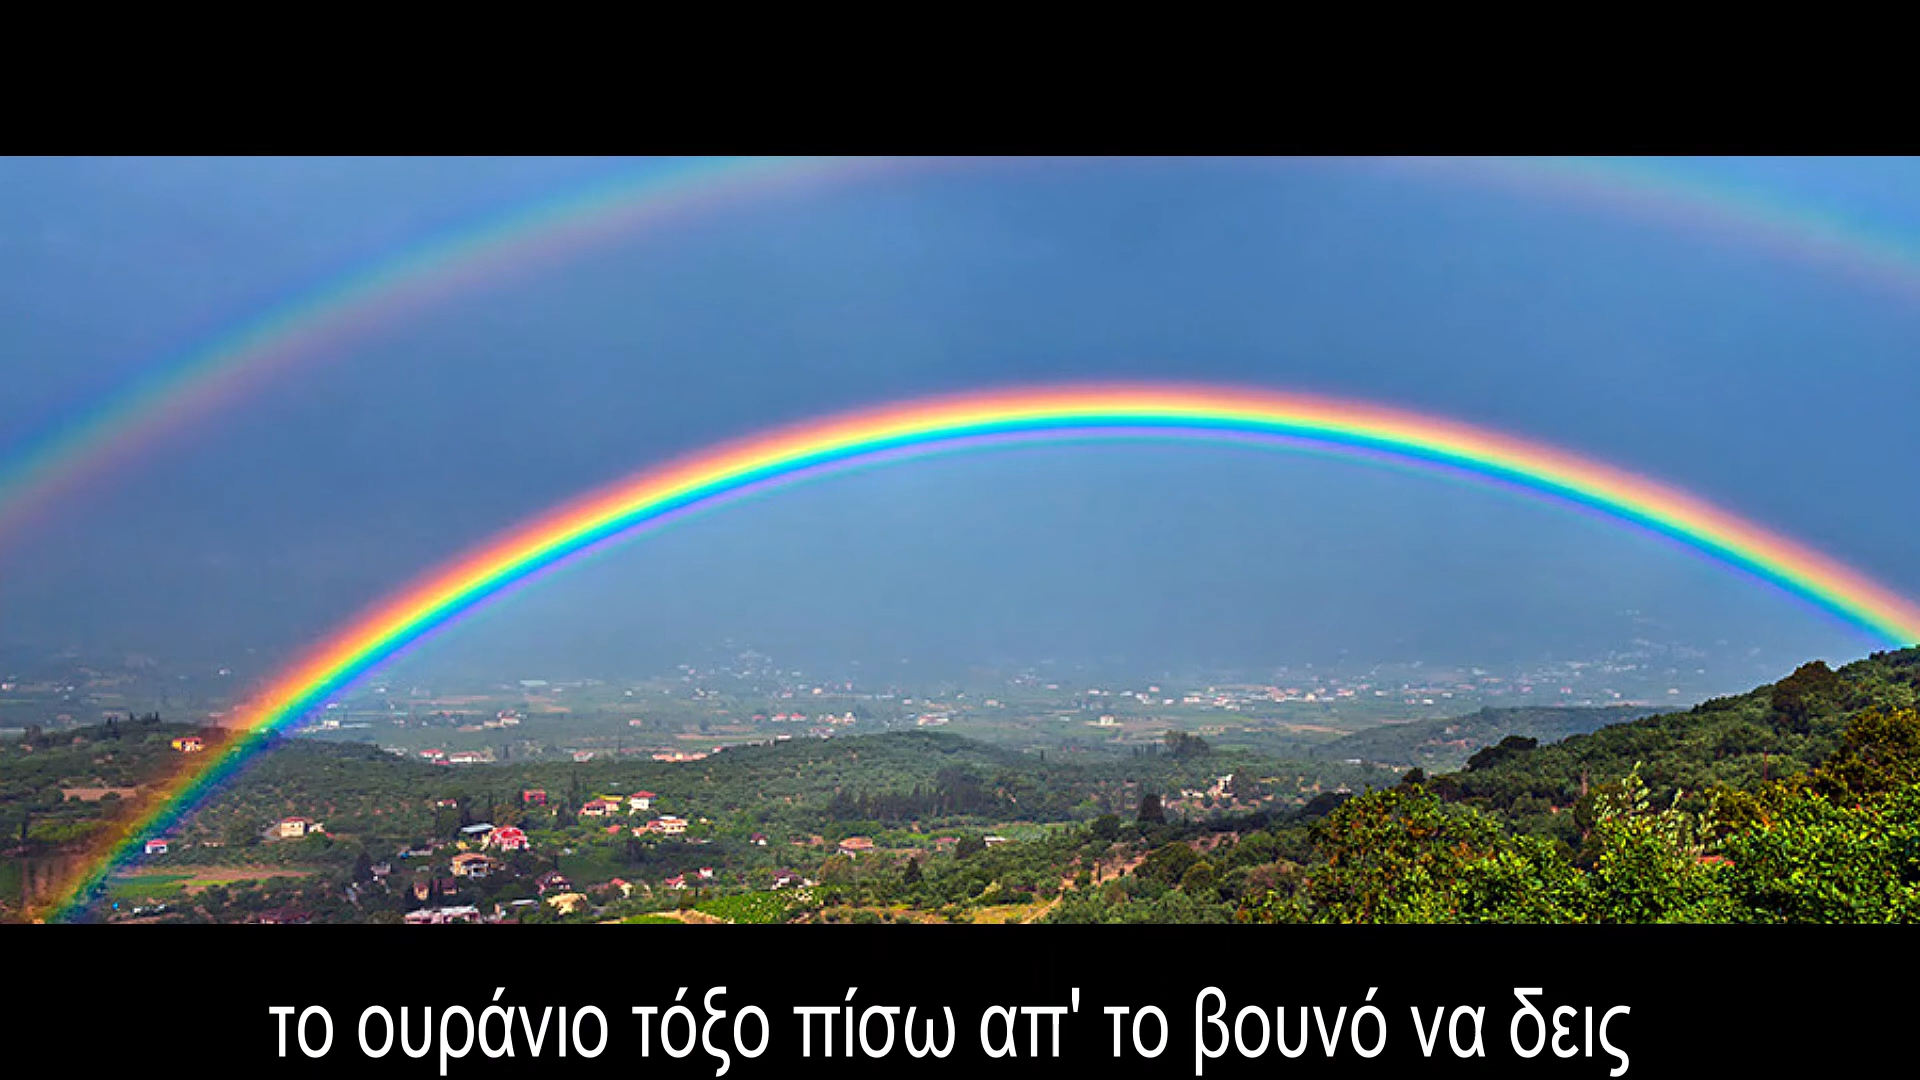 το ουράνιο τόξο πίσω απ' το βουνό να δεις